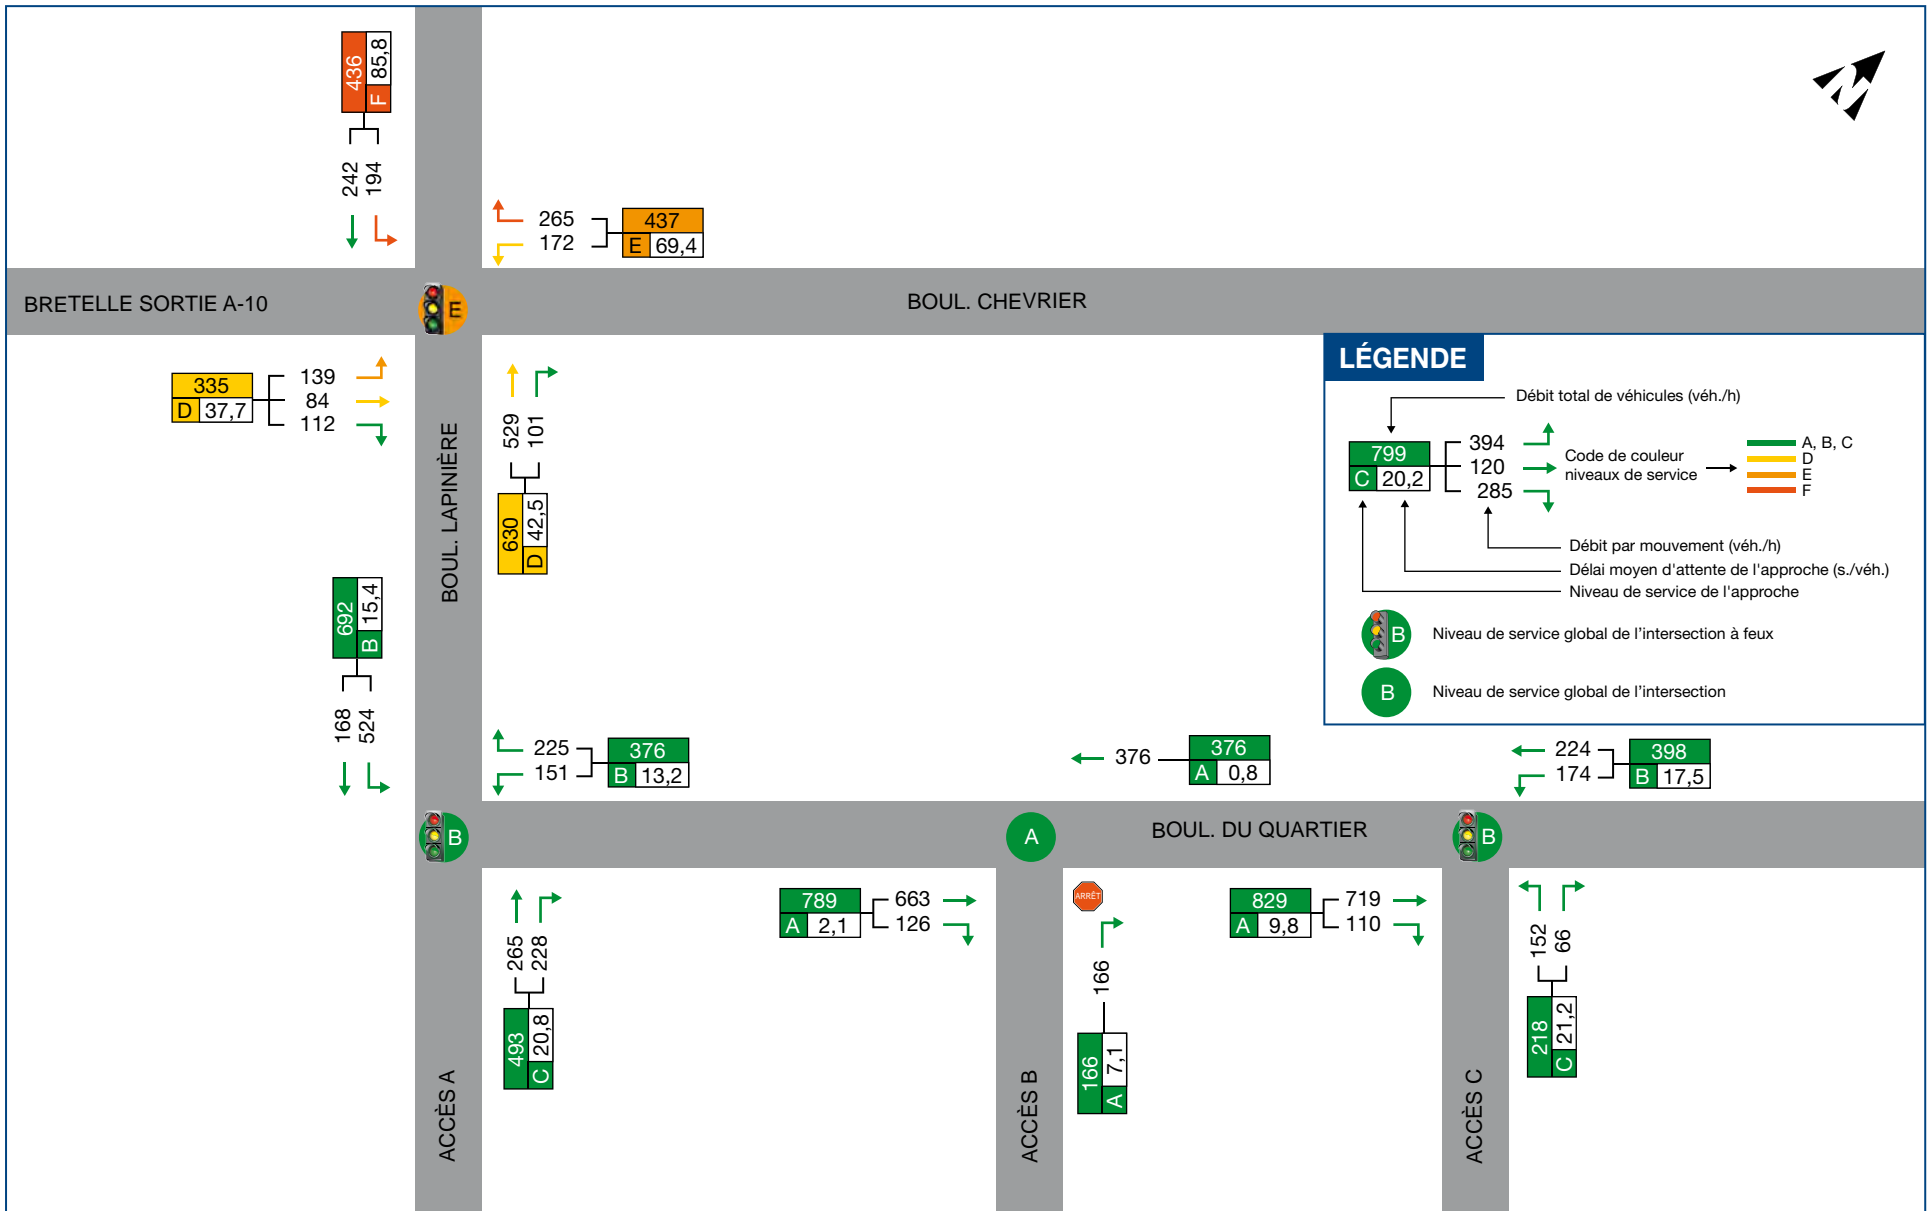 436
85,8
F
242
194
265
172
437
E 69,4
BRETELLE SORTIE A-10
E
BOUL. CHEVRIER
335
D 37,7
139
84
112
529
101
630
42,5
D
BOUL. LAPINIÈRE
LÉGENDE
Débit total de véhicules (véh./h)
799
C 20,2
394
120
285
Code de couleur
niveaux de service
A, B, C
D
E
F
Débit par mouvement (véh./h)
Délai moyen d'attente de l'approche (s./véh.)
Niveau de service de l'approche
B
Niveau de service global de l'intersection à feux
B
Niveau de service global de l'intersection
692
15,4
B
168
524
225
151
376
B 13,2
376
376
A 0,8
224
174
398
B 17,5
B
A
BOUL. DU QUARTIER
B
265
228
493
20,8
C
789
A 2,1
663
126
ARRÊT
166
166
7,1
A
829
A 9,8
719
110
152
66
218
21,2
C
ACCÈS A
ACCÈS B
ACCÈS C